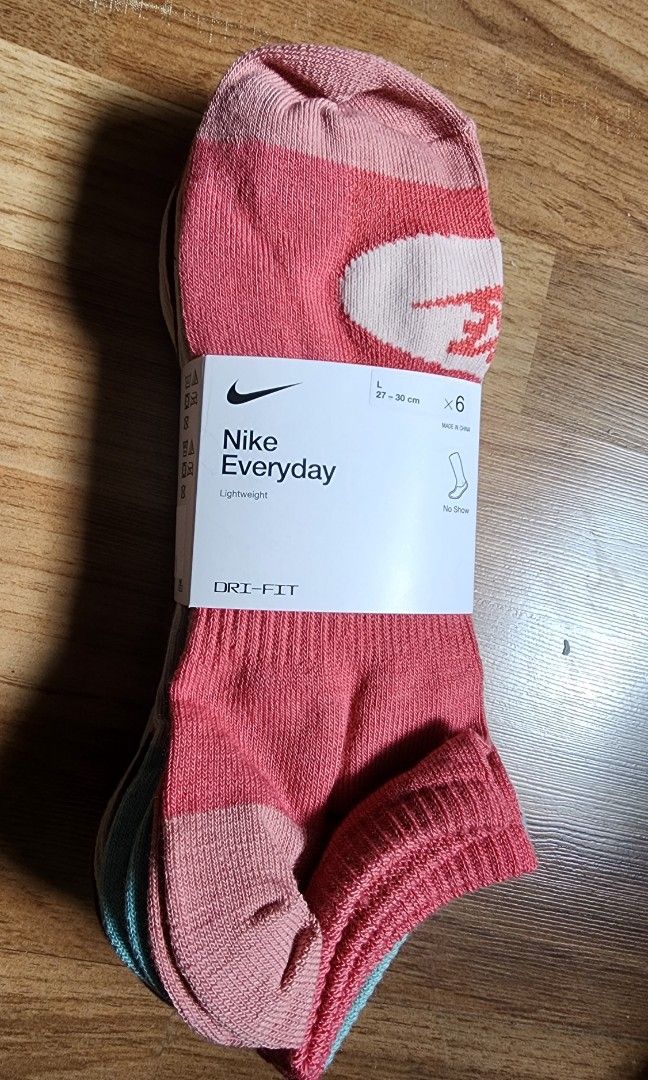 L
27 – 30 cm
×6
MADE IN CHINA
Nike
Everyday
Lightweight
No Show
DRI-FIT